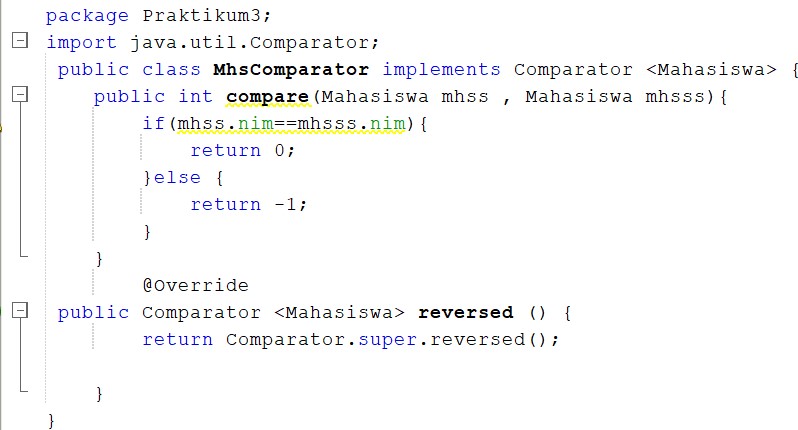 package Praktikum3;
import java.util.Comparator;
public class MhsComparator implements Comparator <Mahasiswa> {
public int compare(Mahasiswa mhss , Mahasiswa mhsss){
if(mhss.nim==mhsss.nim){
return 0;
}else {
return -1;
}
}
@Override
public Comparator <Mahasiswa> reversed () {
return Comparator.super.reversed();
}
}